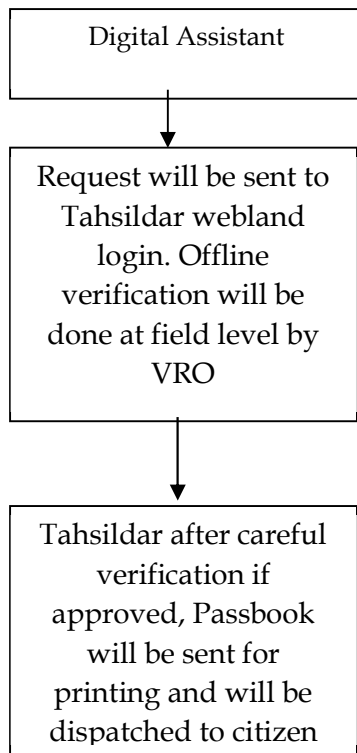 Digital Assistant
Request will be sent to
Tahsildar webland
login. Offline
verification will be
done at field level by
VRO
Tahsildar after careful
verification if
approved, Passbook
will be sent for
printing and will be
dispatched to citizen